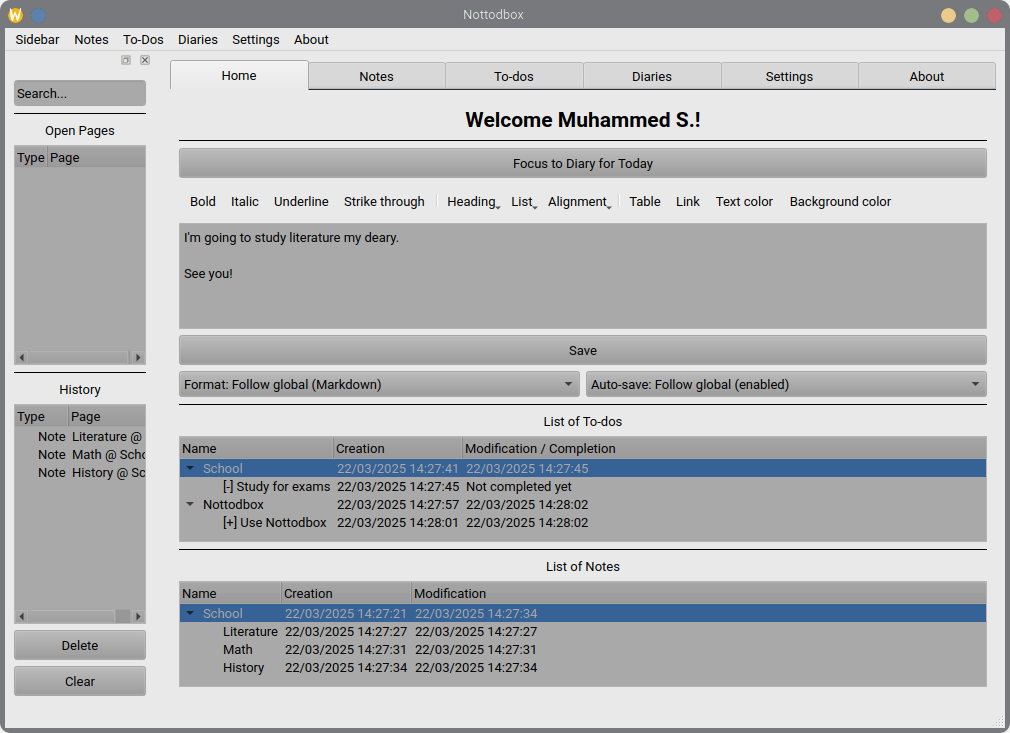 Nottodbox
Sidebar Notes To-Dos Diaries Settings About
Search...
Open Pages
Type Page
History
Type Page
Note Literature @
Note Math @ Scho
Note History @ Sc
Delete
Clear
Home Notes To-dos Diaries Settings About
Welcome Muhammed S.!
Focus to Diary for Today
Bold Italic Underline Strike through Heading List Alignment Table Link Text color Background color
I'm going to study literature my deary.
See you!
Save
Format: Follow global (Markdown) Auto-save: Follow global (enabled)
List of To-dos
Name Creation Modification / Completion
School 22/03/2025 14:27:41 22/03/2025 14:27:45
[-] Study for exams 22/03/2025 14:27:45 Not completed yet
Nottodbox 22/03/2025 14:27:57 22/03/2025 14:28:02
[+] Use Nottodbox 22/03/2025 14:28:01 22/03/2025 14:28:02
List of Notes
Name Creation Modification
School 22/03/2025 14:27:21 22/03/2025 14:27:34
Literature 22/03/2025 14:27:27 22/03/2025 14:27:27
Math 22/03/2025 14:27:31 22/03/2025 14:27:31
History 22/03/2025 14:27:34 22/03/2025 14:27:34